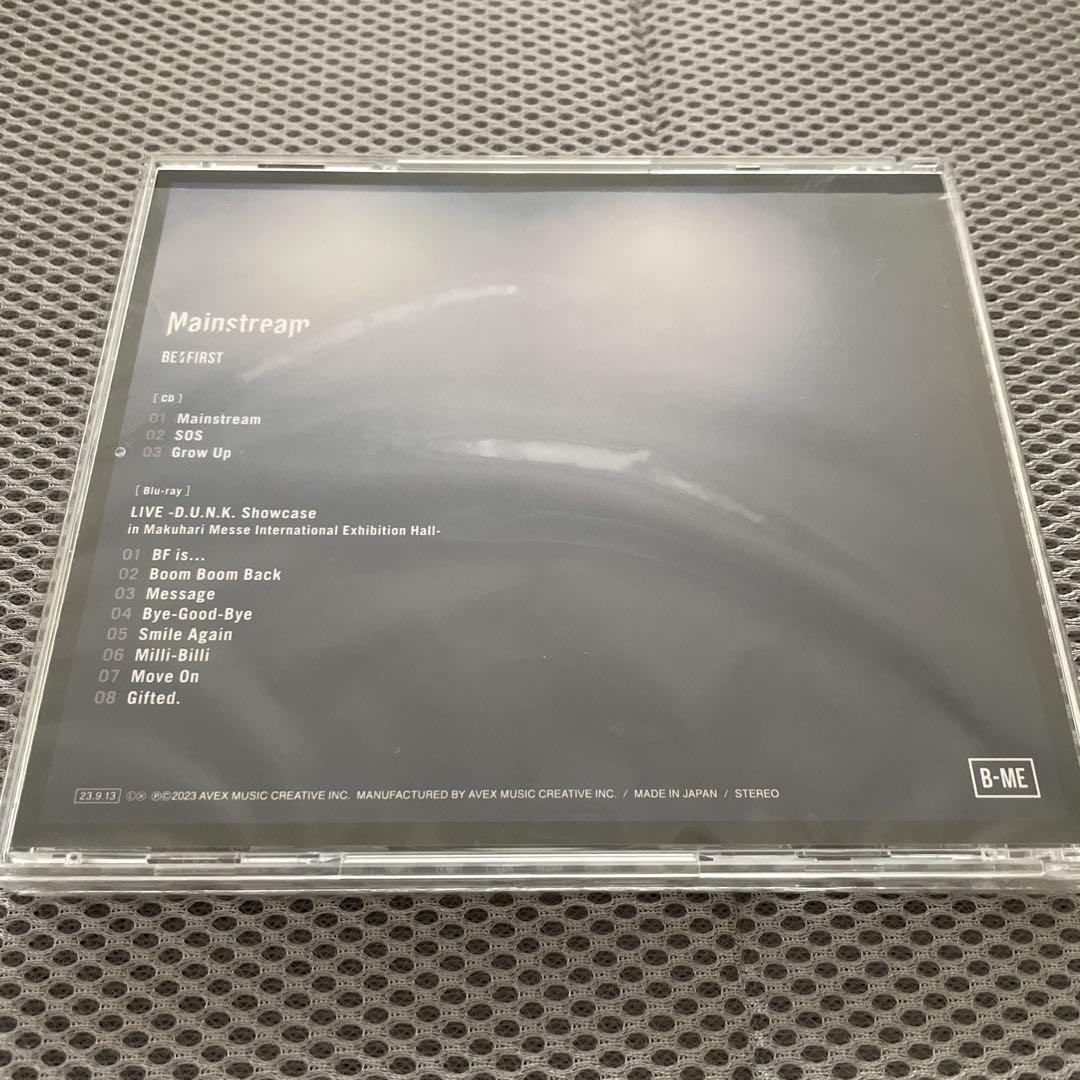 Mainstream
BE:FIRST
[ CD ]
01 Mainstream
02 SOS
03 Grow Up
[ Blu-ray ]
LIVE -D.U.N.K. Showcase
in Makuhari Messe International Exhibition Hall-
01 BF is...
02 Boom Boom Back
03 Message
04 Bye-Good-Bye
05 Smile Again
06 Milli-Billi
07 Move On
08 Gifted.
23.9.13 Ⓛ Ⓧ ℗©2023 AVEX MUSIC CREATIVE INC. MANUFACTURED BY AVEX MUSIC CREATIVE INC. / MADE IN JAPAN / STEREO
B-ME